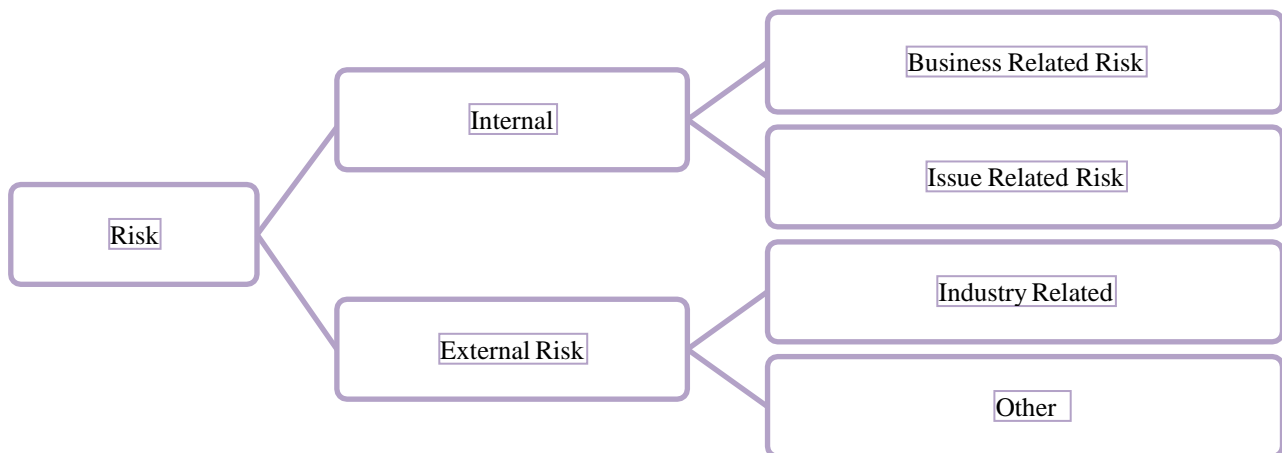 Risk
Internal
Business Related Risk
Issue Related Risk
External Risk
Industry Related
Other